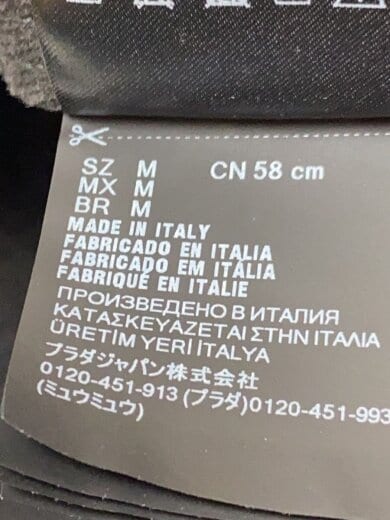 SZ M CN 58 cm
MX M
BR M
MADE IN ITALY
FABRICADO EN ITALIA
FABRICADO EM ITÁLIA
FABRIQUÉ EN ITALIE
ПРОИЗВЕДЕНО В ИТАЛИЯ
ΚΑΤΑΣΚΕΥΑΖΕΤΑΙ ΣΤΗΝ ΙΤΑΛΙΑ
ÜRETİM YERİ İTALYA
プラダジャパン株式会社
0120-451-913 (プラダ)0120-451-993
(ミュウミュウ)